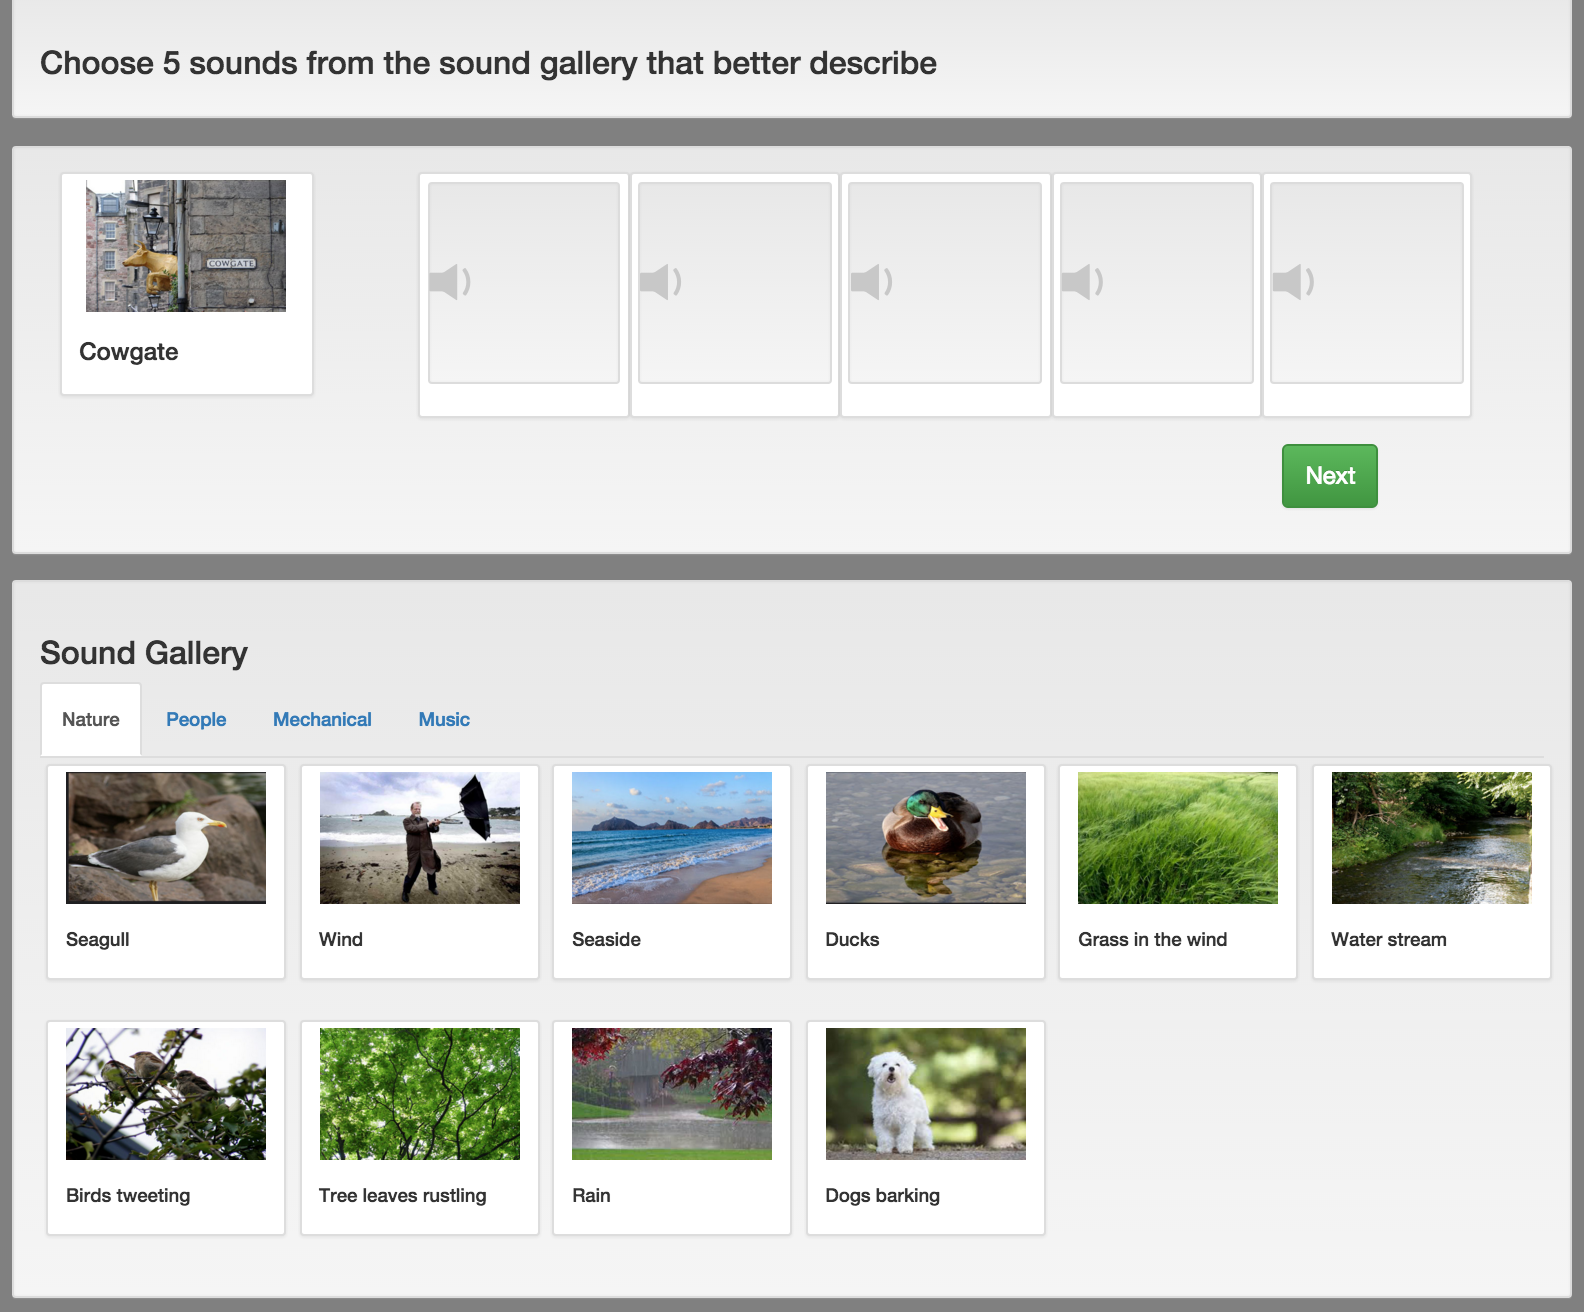 Choose 5 sounds from the sound gallery that better describe
COWGATE
Cowgate
Next
Sound Gallery
Nature People Mechanical Music
Seagull Wind Seaside Ducks Grass in the wind Water stream
Birds tweeting Tree leaves rustling Rain Dogs barking